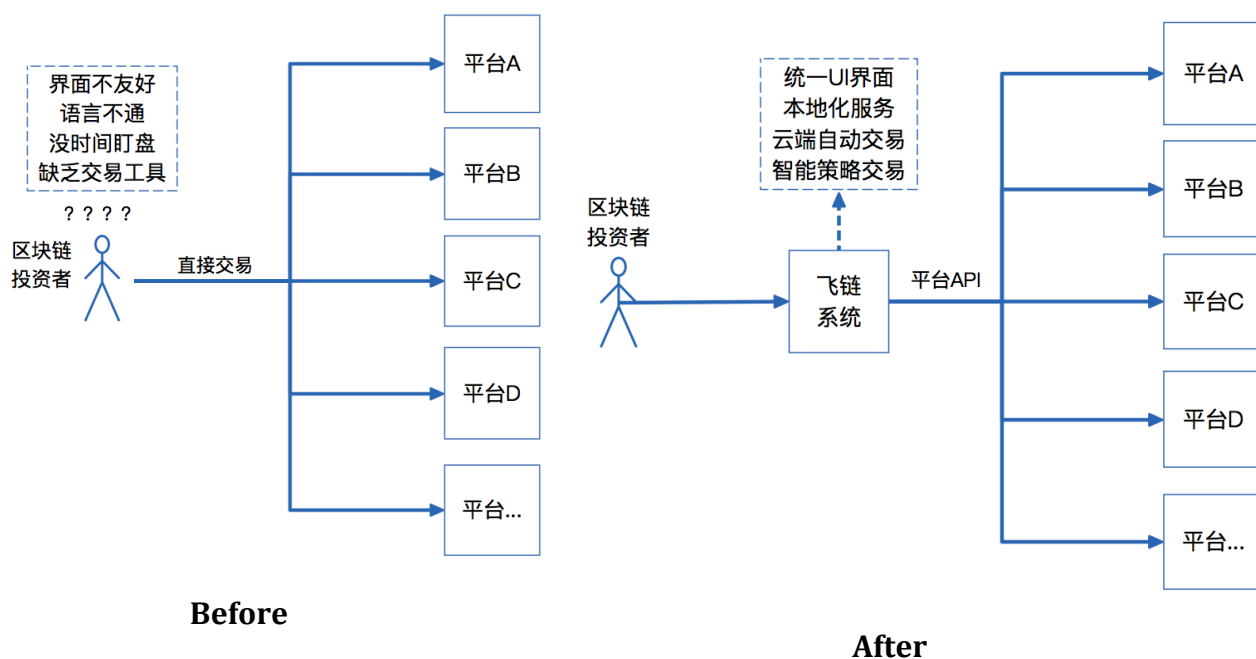 界面不友好
语言不通
没时间盯盘
缺乏交易工具
? ? ? ?
区块链
投资者
直接交易
平台A
平台B
平台C
平台D
平台...
Before
统一UI界面
本地化服务
云端自动交易
智能策略交易
区块链
投资者
飞链
系统
平台API
平台A
平台B
平台C
平台D
平台...
After